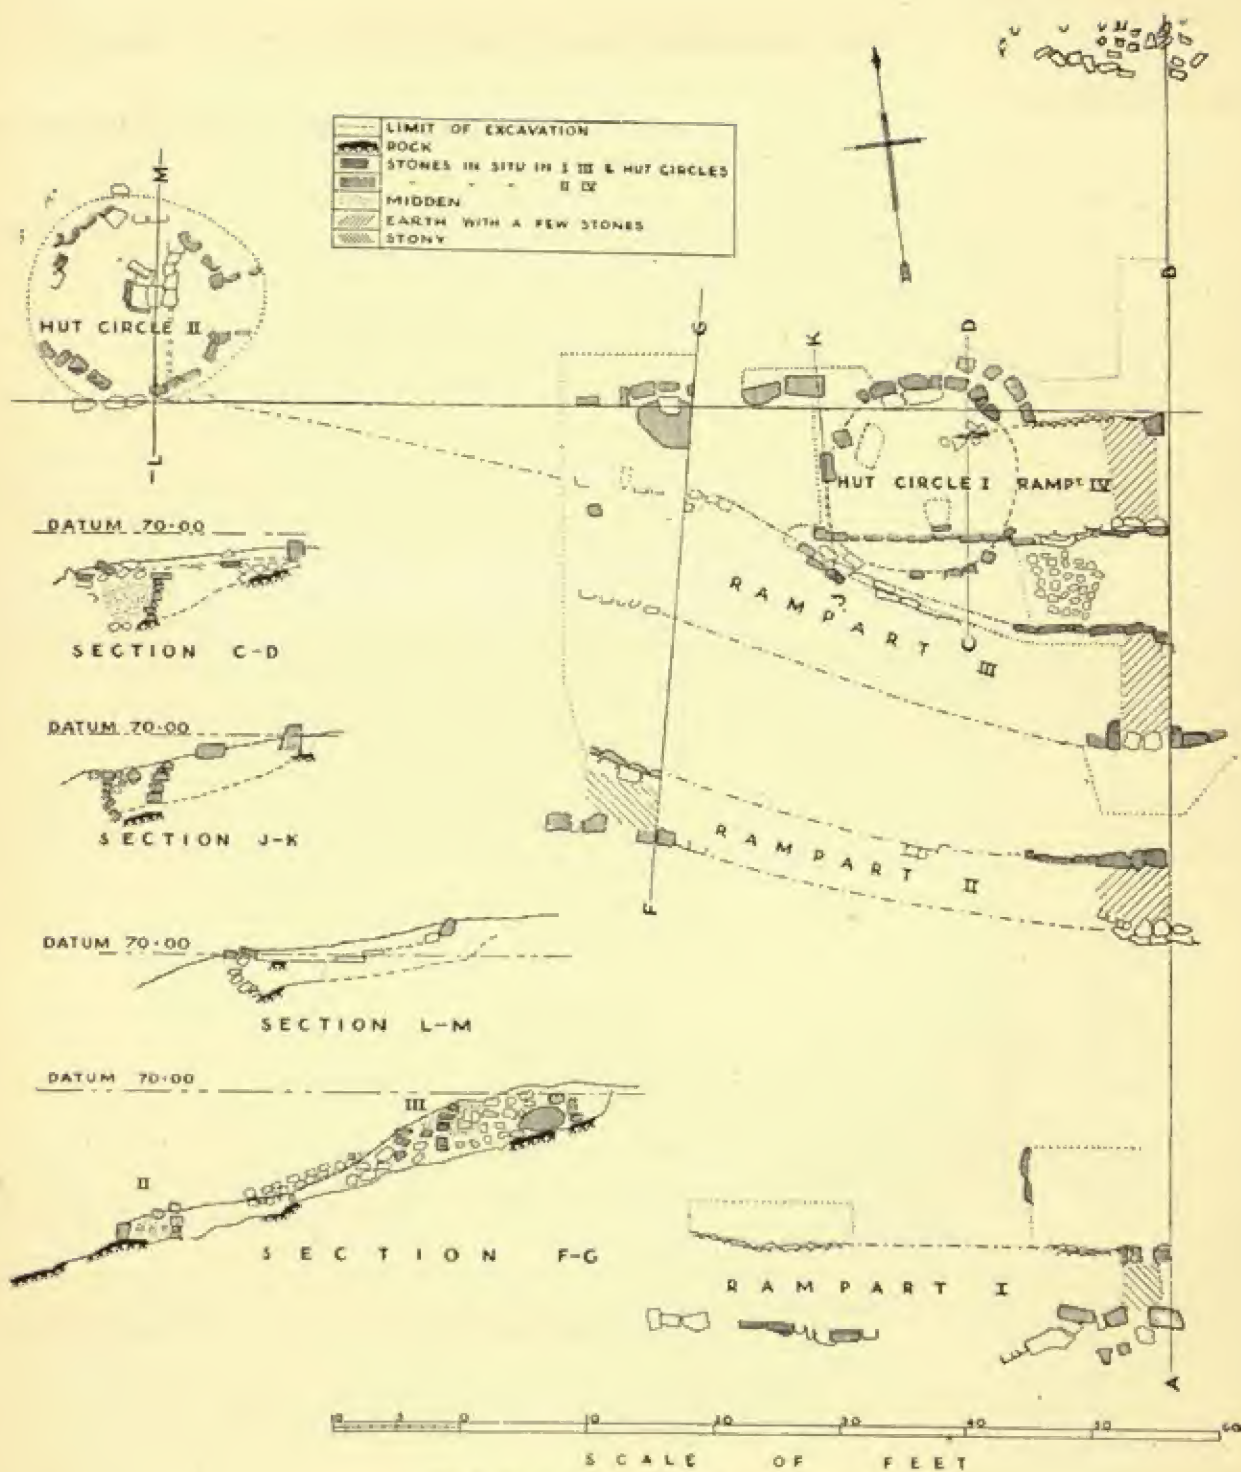 LIMIT OF EXCAVATION
ROCK
STONES IN SITU IN I III & HUT CIRCLES
" " " II IV
MIDDEN
EARTH WITH A FEW STONES
STONY
M
HUT CIRCLE II
L
B
G
K
D
HUT CIRCLE I
RAMPT IV
J
RAMPART III
C
RAMPART II
F
DATUM 70·00
SECTION C-D
DATUM 70·00
SECTION J-K
DATUM 70·00
SECTION L-M
DATUM 70·00
III
II
SECTION F-G
RAMPART I
A
10 5 0 10 20 30 40 50 60
SCALE OF FEET